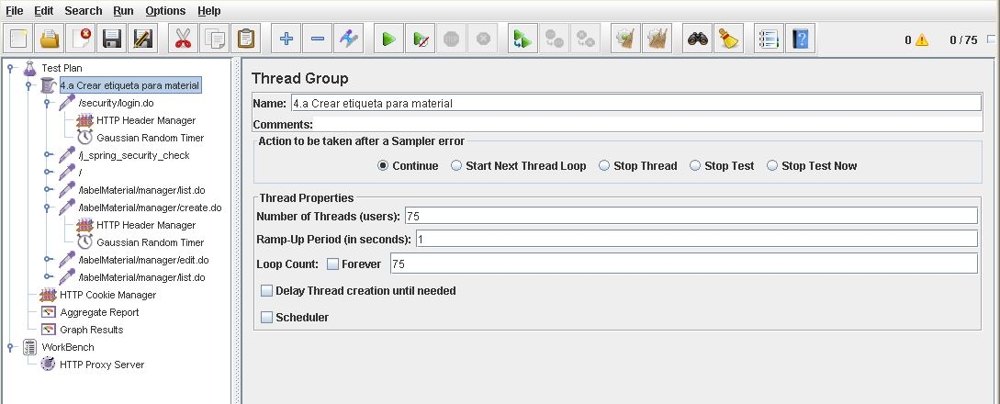 File Edit Search Run Options Help
STOP
0 0 / 75
Test Plan
4.a Crear etiqueta para material
/security/login.do
HTTP Header Manager
Gaussian Random Timer
/j_spring_security_check
/
/labelMaterial/manager/list.do
/labelMaterial/manager/create.do
HTTP Header Manager
Gaussian Random Timer
/labelMaterial/manager/edit.do
/labelMaterial/manager/list.do
HTTP Cookie Manager
Aggregate Report
Graph Results
WorkBench
HTTP Proxy Server
Thread Group
Name: 4.a Crear etiqueta para material
Comments:
Action to be taken after a Sampler error
Continue Start Next Thread Loop Stop Thread Stop Test Stop Test Now
Thread Properties
Number of Threads (users): 75
Ramp-Up Period (in seconds): 1
Loop Count: Forever 75
Delay Thread creation until needed
Scheduler